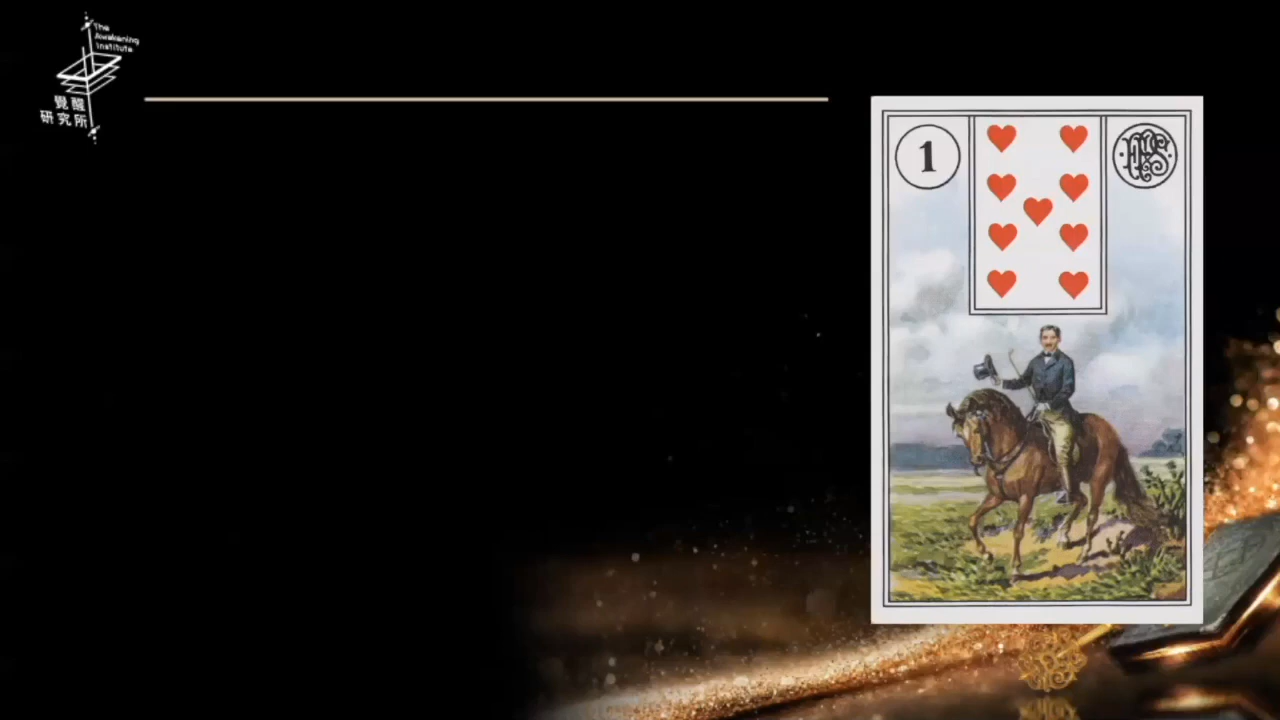 The
Awakening
Institute
覺醒
研究所
1